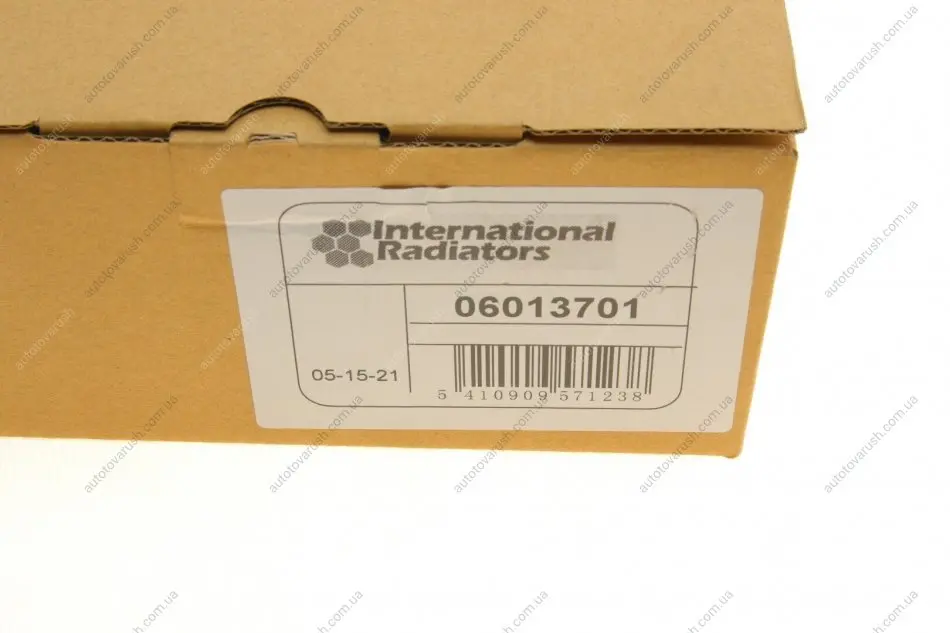 International
Radiators
06013701
05-15-21
5 410909 571238
autotovarush.com.ua